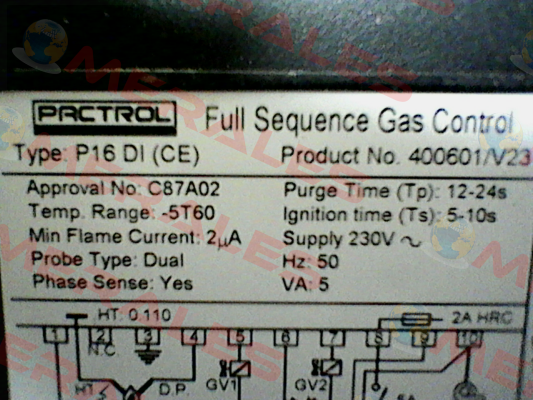 PACTROL Full Sequence Gas Control
Type: P16 DI (CE) Product No. 400601/V23
Approval No: C87A02 Purge Time (Tp): 12-24s
Temp. Range: -5T60 Ignition time (Ts): 5-10s
Min Flame Current: 2µA Supply 230V ~
Probe Type: Dual Hz: 50
Phase Sense: Yes VA: 5
HT: 0.110 2A HRC
1 2 3 4 5 6 7 8 9 10
N.C.
HT D.P. GV1 GV2 5A
MERALES